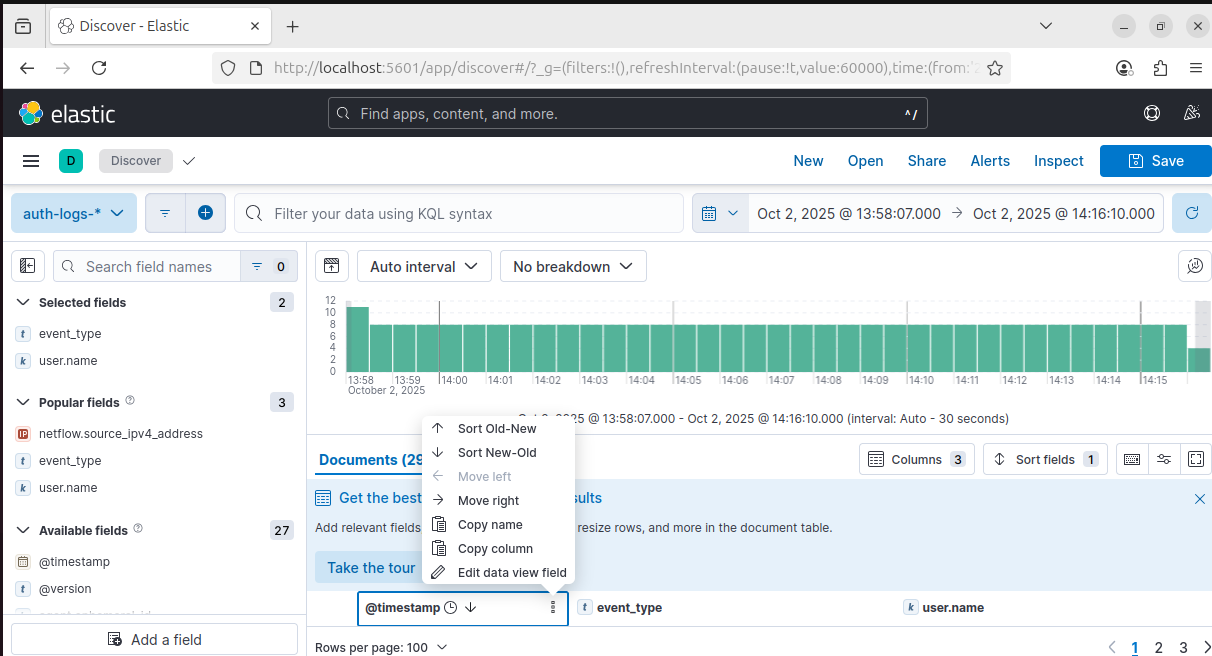 Discover - Elastic
http://localhost:5601/app/discover#/?_g=(filters:!(),refreshInterval:(pause:!t,value:60000),time:(from:'2
elastic
Find apps, content, and more.
^/
D
Discover
New
Open
Share
Alerts
Inspect
Save
auth-logs-*
Filter your data using KQL syntax
Oct 2, 2025 @ 13:58:07.000 → Oct 2, 2025 @ 14:16:10.000
Search field names
0
Auto interval
No breakdown
Selected fields 2
t event_type
k user.name
Popular fields 3
IP netflow.source_ipv4_address
t event_type
k user.name
Available fields 27
@timestamp
t @version
Add a field
12
10
8
6
4
2
0
13:58 13:59 14:00 14:01 14:02 14:03 14:04 14:05 14:06 14:07 14:08 14:09 14:10 14:11 14:12 14:13 14:14 14:15
October 2, 2025
@ 13:58:07.000 - Oct 2, 2025 @ 14:16:10.000 (interval: Auto - 30 seconds)
Documents (29
Columns 3
Sort fields 1
Sort Old-New
Sort New-Old
Move left
Move right
Copy name
Copy column
Edit data view field
Get the best
Add relevant fields
resize rows, and more in the document table.
Take the tour
@timestamp
t event_type
k user.name
Rows per page: 100
1 2 3